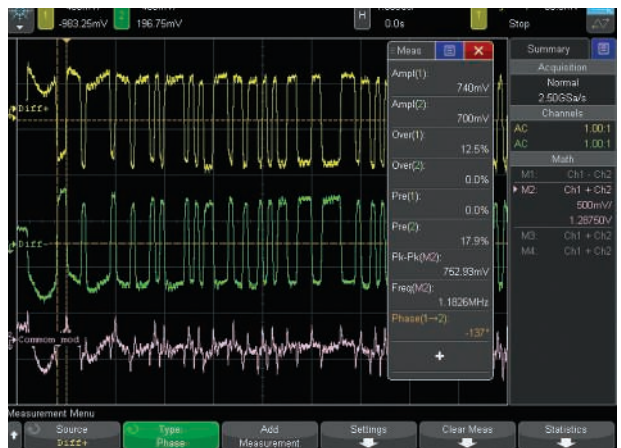 1
-983.25mV
2
196.75mV
H
0.0s
T
Stop
Meas
Ampl(1):
740mV
Ampl(2):
700mV
Over(1):
12.5%
Over(2):
0.0%
Pre(1):
0.0%
Pre(2):
17.9%
Pk-Pk(M2):
752.93mV
Freq(M2):
1.1826MHz
Phase(1→2):
-137°
+
Summary
Acquisition
Normal
2.50GSa/s
Channels
AC 1.00:1
AC 1.00:1
Math
M1: Ch1 - Ch2
M2: Ch1 + Ch2
500mV/
1.28750V
M3: Ch1 + Ch2
M4: Ch1 + Ch2
Diff+
Diff-
Commom_mod
Measurement Menu
Source
Diff+
Type:
Phase
Add
Measurement
Settings
Clear Meas
Statistics